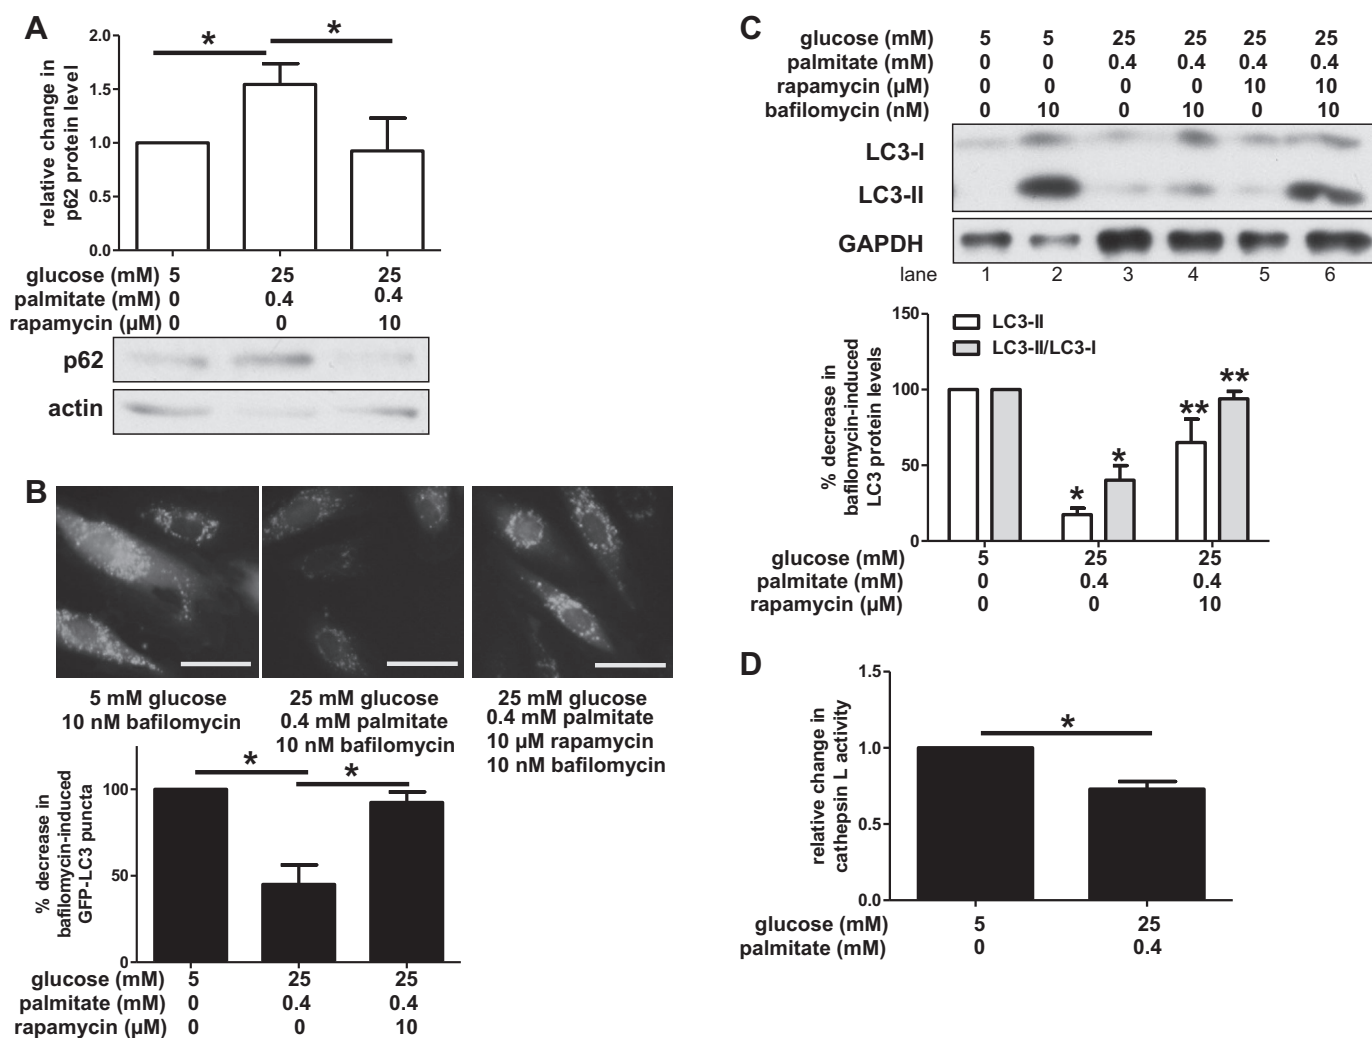 A
2.0
1.5
1.0
0.5
0.0
relative change in
p62 protein level
*
*
glucose (mM) 5 25 25
palmitate (mM) 0 0.4 0.4
rapamycin (µM) 0 0 10
p62
actin
B
5 mM glucose
10 nM bafilomycin
25 mM glucose
0.4 mM palmitate
10 nM bafilomycin
25 mM glucose
0.4 mM palmitate
10 µM rapamycin
10 nM bafilomycin
% decrease in
bafilomycin-induced
GFP-LC3 puncta
100
50
0
*
*
glucose (mM) 5 25 25
palmitate (mM) 0 0.4 0.4
rapamycin (µM) 0 0 10
C
glucose (mM) 5 5 25 25 25 25
palmitate (mM) 0 0 0.4 0.4 0.4 0.4
rapamycin (µM) 0 0 0 0 10 10
bafilomycin (nM) 0 10 0 10 0 10
LC3-I
LC3-II
GAPDH
lane 1 2 3 4 5 6
% decrease in
bafilomycin-induced
LC3 protein levels
150
100
50
0
LC3-II
LC3-II/LC3-I
*
*
**
**
glucose (mM) 5 25 25
palmitate (mM) 0 0.4 0.4
rapamycin (µM) 0 0 10
D
relative change in
cathepsin L activity
1.5
1.0
0.5
0.0
*
glucose (mM) 5 25
palmitate (mM) 0 0.4